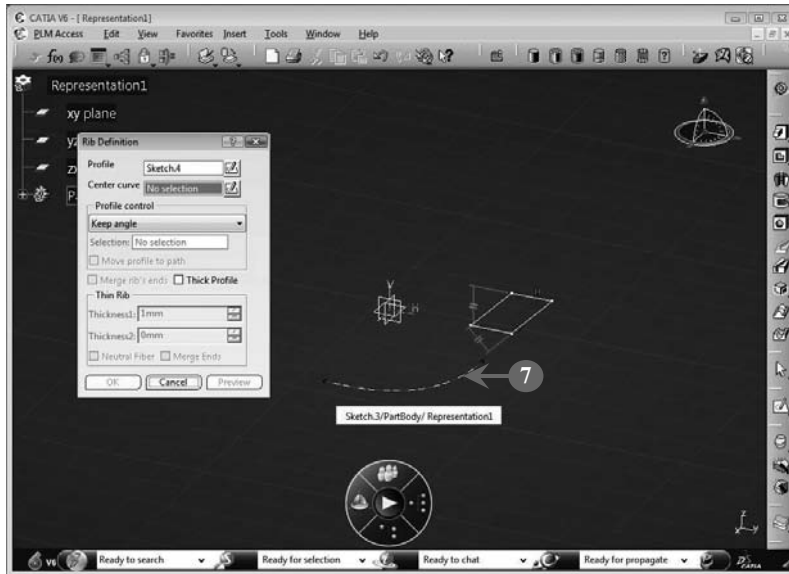 CATIA V6 - [ Representation1]
PLM Access Edit View Favorites Insert Tools Window Help
f(x)
Representation1
xy plane
Rib Definition
Profile Sketch.4
Center curve No selection
Profile control
Keep angle
Selection: No selection
Move profile to path
Merge rib's ends Thick Profile
Thin Rib
Thickness1: 1mm
Thickness2: 0mm
Neutral Fiber Merge Ends
OK Cancel Preview
V
H
H
7
Sketch.3/PartBody/ Representation1
z
y
V6 Ready to search Ready for selection Ready to chat Ready for propagate
CATIA